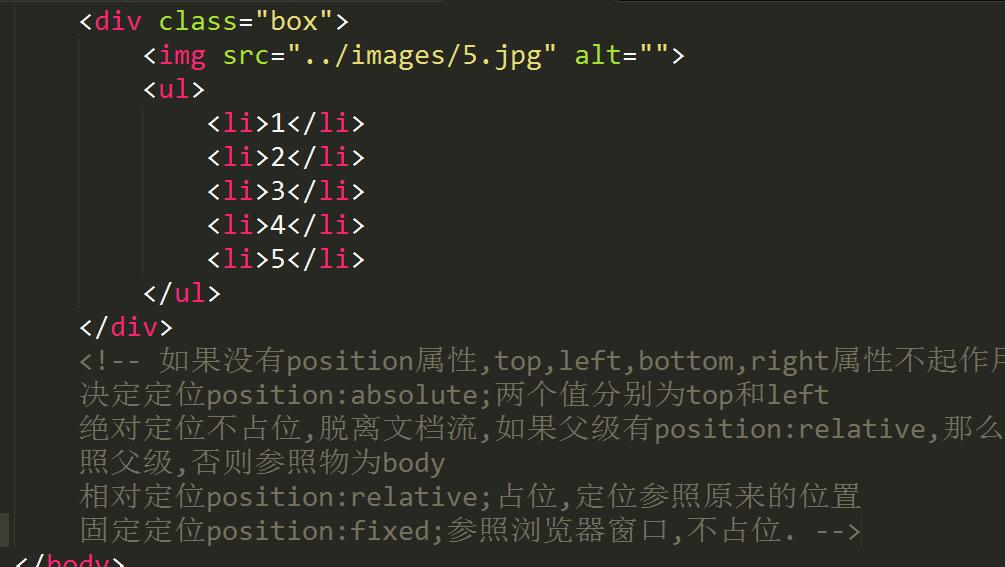 <div class="box">
<img src="../images/5.jpg" alt="">
<ul>
<li>1</li>
<li>2</li>
<li>3</li>
<li>4</li>
<li>5</li>
</ul>
</div>
<!-- 如果没有position属性,top,left,bottom,right属性不起作用
决定定位position:absolute;两个值分别为top和left
绝对定位不占位,脱离文档流,如果父级有position:relative,那么
照父级,否则参照物为body
相对定位position:relative;占位,定位参照原来的位置
固定定位position:fixed;参照浏览器窗口,不占位. -->
</body>